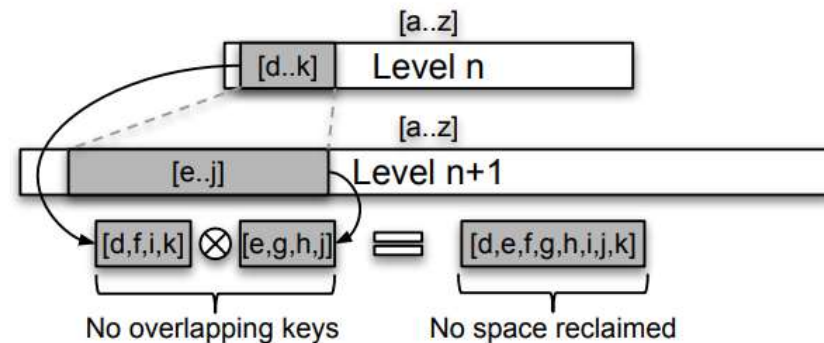 [a..z]
[d..k] Level n
[a..z]
[e..j] Level n+1
[d,f,i,k] ⊗ [e,g,h,j] = [d,e,f,g,h,i,j,k]
No overlapping keys No space reclaimed